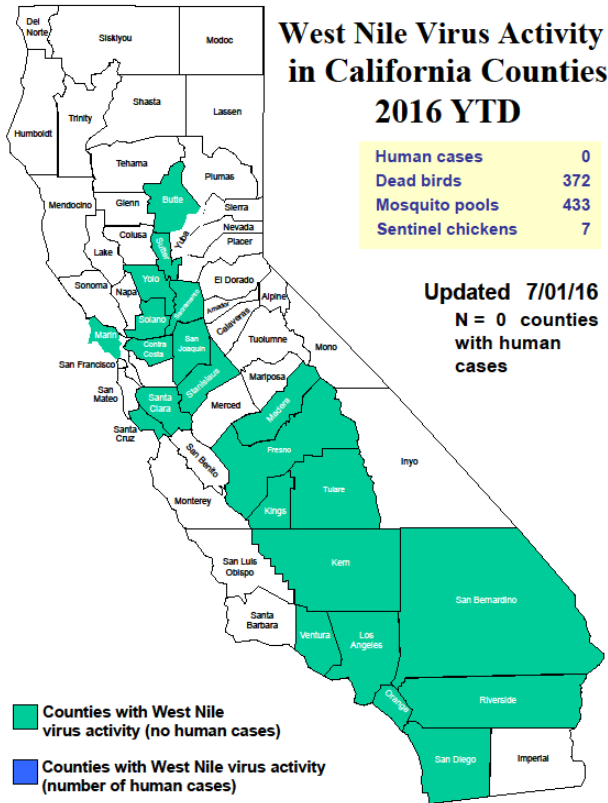 West Nile Virus Activity
in California Counties
2016 YTD
Human cases 0
Dead birds 372
Mosquito pools 433
Sentinel chickens 7
Updated 7/01/16
N = 0 counties
with human
cases
Del
Norte
Siskiyou
Modoc
Humboldt
Trinity
Shasta
Lassen
Tehama
Plumas
Mendocino
Glenn
Butte
Sierra
Colusa
Sutter
Yuba
Nevada
Placer
Lake
Sonoma
Napa
Yolo
Sacramento
El Dorado
Alpine
Amador
Solano
Marin
Contra
Costa
San
Joaquin
Calaveras
Tuolumne
Mono
San Francisco
San
Mateo
Santa
Clara
Stanislaus
Mariposa
Merced
Madera
Santa
Cruz
San Benito
Fresno
Inyo
Monterey
Kings
Tulare
San Luis
Obispo
Kern
San Bernardino
Santa
Barbara
Ventura
Los
Angeles
Orange
Riverside
San Diego
Imperial
Counties with West Nile
virus activity (no human cases)
Counties with West Nile virus activity
(number of human cases)